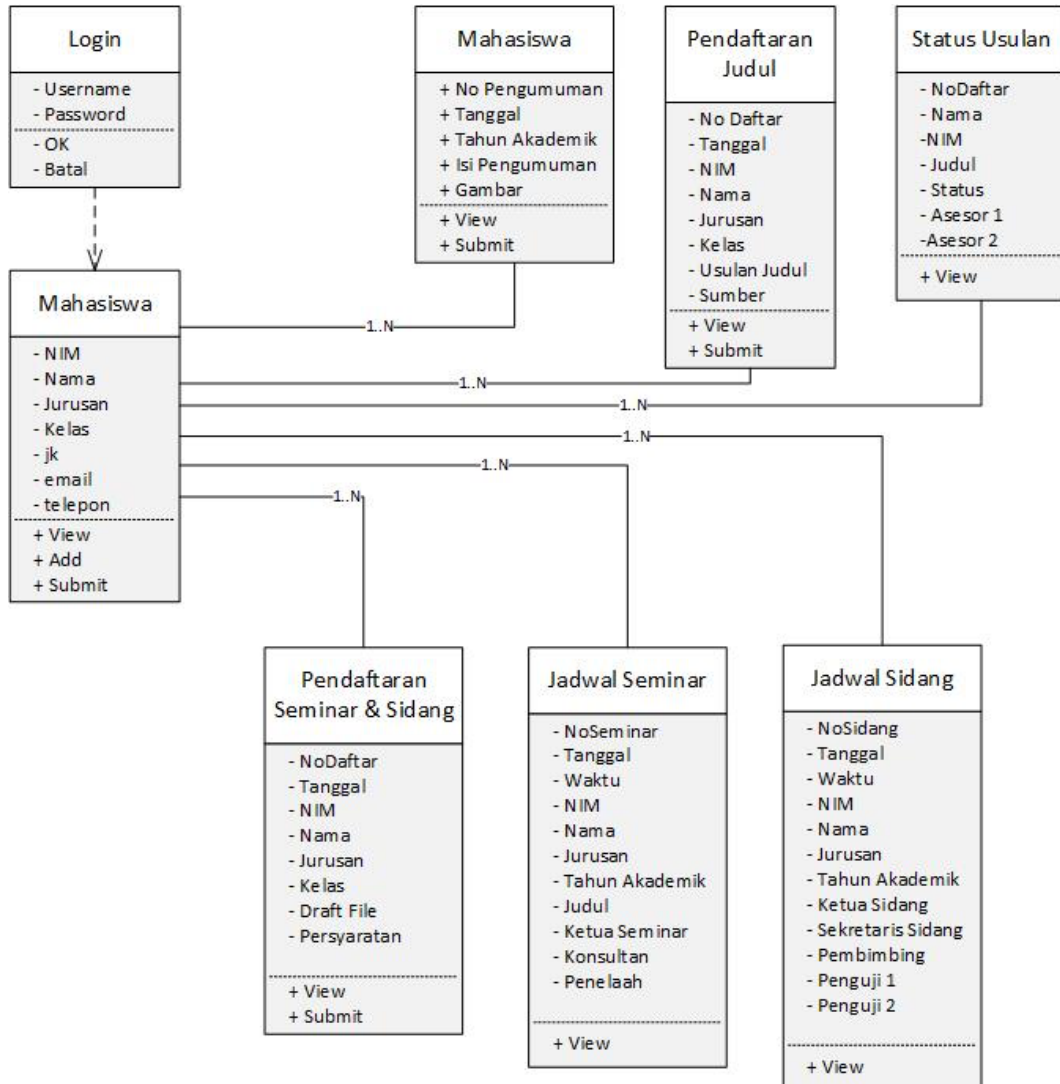 Login
- Username
- Password
- OK
- Batal
Mahasiswa
+ No Pengumuman
+ Tanggal
+ Tahun Akademik
+ Isi Pengumuman
+ Gambar
+ View
+ Submit
Pendaftaran
Judul
- No Daftar
- Tanggal
- NIM
- Nama
- Jurusan
- Kelas
- Usulan Judul
- Sumber
+ View
+ Submit
Status Usulan
- NoDaftar
- Nama
-NIM
- Judul
- Status
- Asesor 1
-Asesor 2
+ View
Mahasiswa
- NIM
- Nama
- Jurusan
- Kelas
- jk
- email
- telepon
+ View
+ Add
+ Submit
1..N
1..N
1..N
1..N
1..N
1..N
Pendaftaran
Seminar & Sidang
- NoDaftar
- Tanggal
- NIM
- Nama
- Jurusan
- Kelas
- Draft File
- Persyaratan
+ View
+ Submit
Jadwal Seminar
- NoSeminar
- Tanggal
- Waktu
- NIM
- Nama
- Jurusan
- Tahun Akademik
- Judul
- Ketua Seminar
- Konsultan
- Penelaah
+ View
Jadwal Sidang
- NoSidang
- Tanggal
- Waktu
- NIM
- Nama
- Jurusan
- Tahun Akademik
- Ketua Sidang
- Sekretaris Sidang
- Pembimbing
- Penguji 1
- Penguji 2
+ View